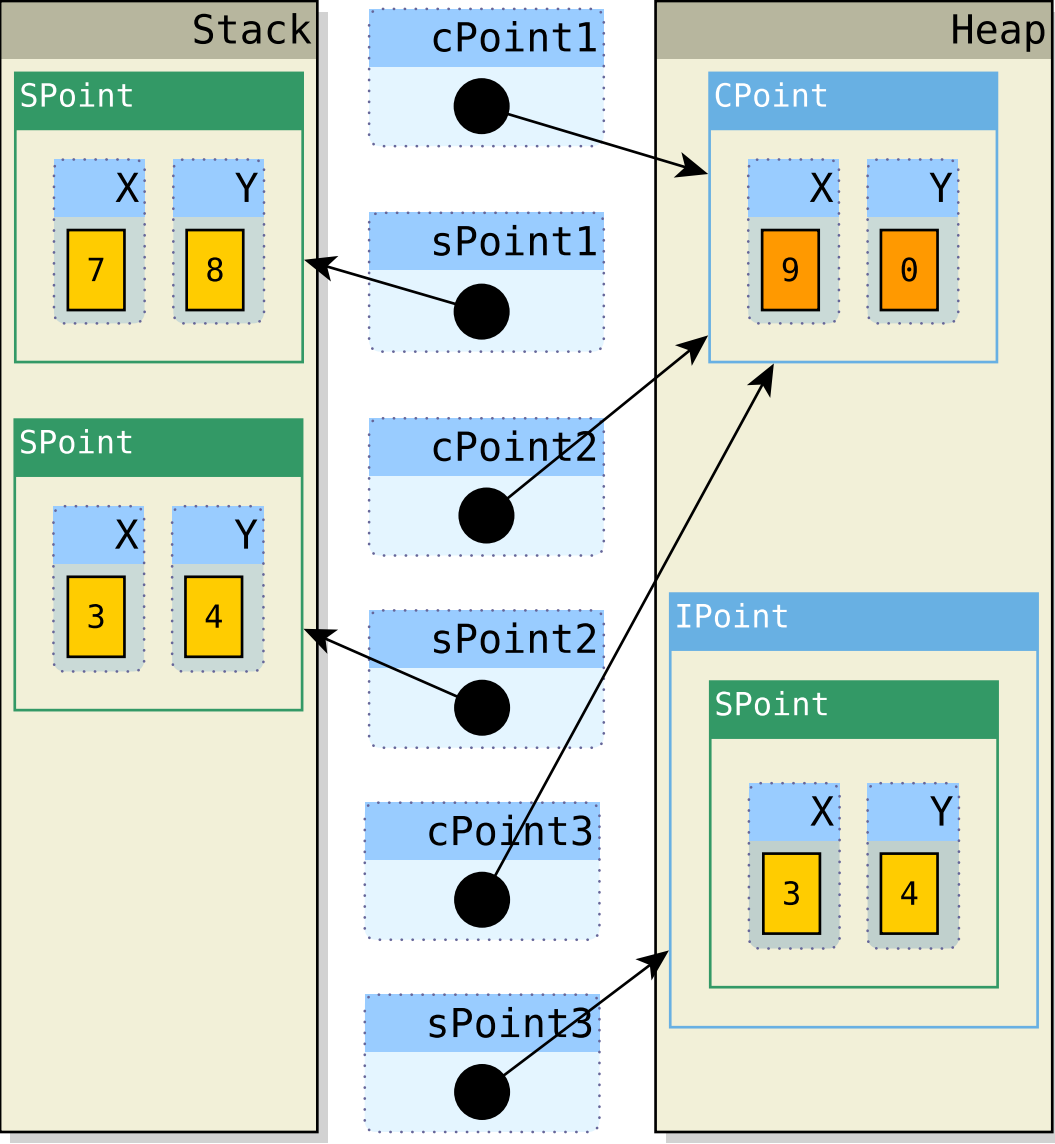 Stack
SPoint
X Y
7 8
SPoint
X Y
3 4
cPoint1
sPoint1
cPoint2
sPoint2
cPoint3
sPoint3
Heap
CPoint
X Y
9 0
IPoint
SPoint
X Y
3 4